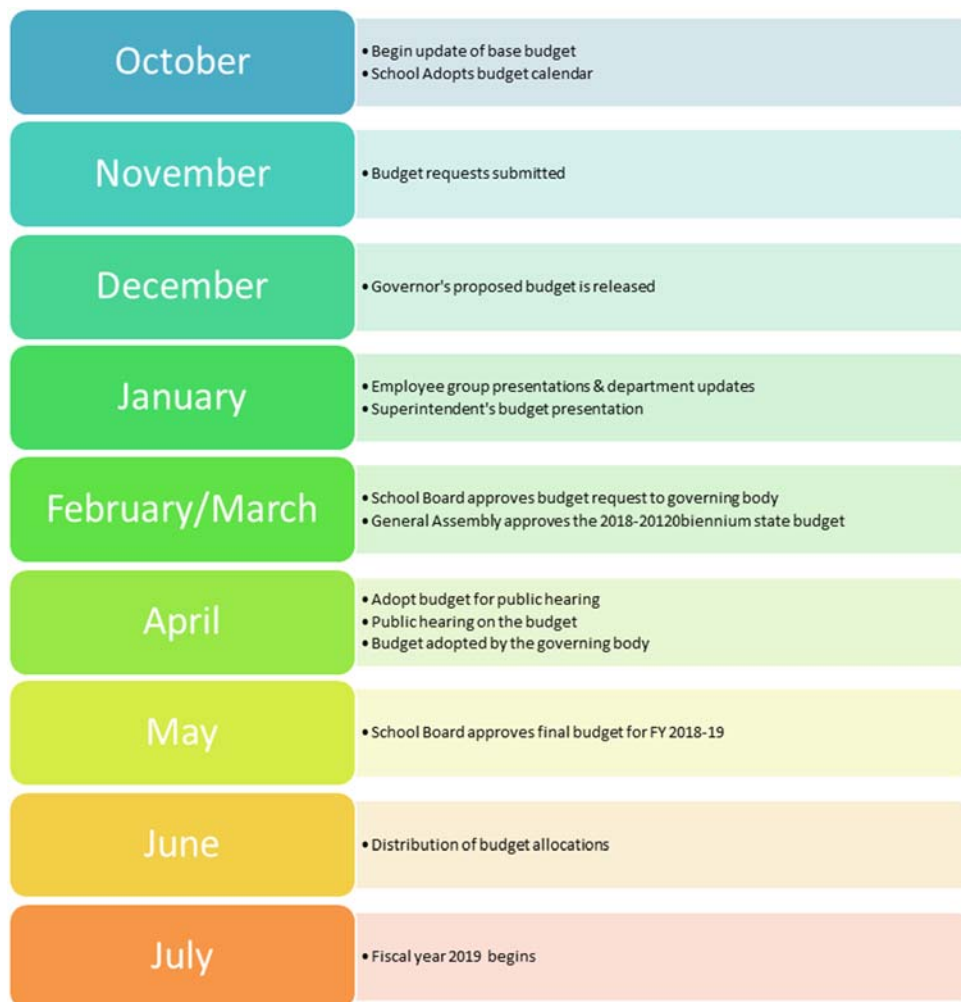 October
• Begin update of base budget
• School Adopts budget calendar
November
• Budget requests submitted
December
• Governor's proposed budget is released
January
• Employee group presentations & department updates
• Superintendent's budget presentation
February/March
• School Board approves budget request to governing body
• General Assembly approves the 2018-20120biennium state budget
April
• Adopt budget for public hearing
• Public hearing on the budget
• Budget adopted by the governing body
May
• School Board approves final budget for FY 2018-19
June
• Distribution of budget allocations
July
• Fiscal year 2019 begins